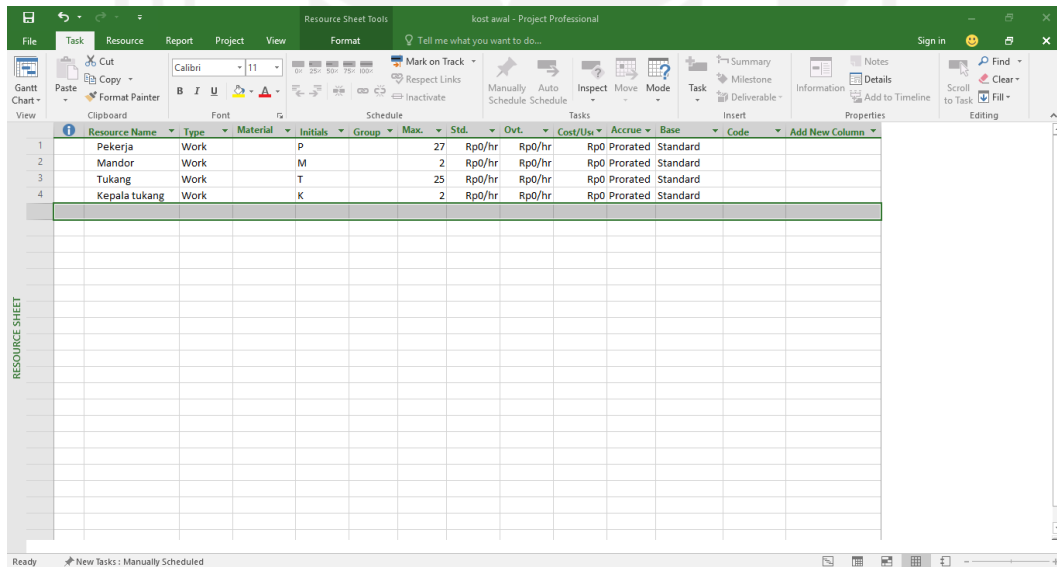 Resource Sheet Tools kost awal - Project Professional
File Task Resource Report Project View Format Tell me what you want to do... Sign in
Gantt Chart
View
Paste
Cut
Copy
Format Painter
Clipboard
Calibri 11
B I U A
Font
0% 25% 50% 75% 100%
Mark on Track
Respect Links
Inactivate
Schedule
Manually Schedule
Auto Schedule
Inspect
Move
Mode
Tasks
Task
Summary
Milestone
Deliverable
Insert
Information
Notes
Details
Add to Timeline
Properties
Scroll to Task
Find
Clear
Fill
Editing
Resource Name Type Material Initials Group Max. Std. Ovt. Cost/Use Accrue Base Code Add New Column
1 Pekerja Work P 27 Rp0/hr Rp0/hr Rp0 Prorated Standard
2 Mandor Work M 2 Rp0/hr Rp0/hr Rp0 Prorated Standard
3 Tukang Work T 25 Rp0/hr Rp0/hr Rp0 Prorated Standard
4 Kepala tukang Work K 2 Rp0/hr Rp0/hr Rp0 Prorated Standard
RESOURCE SHEET
Ready New Tasks : Manually Scheduled